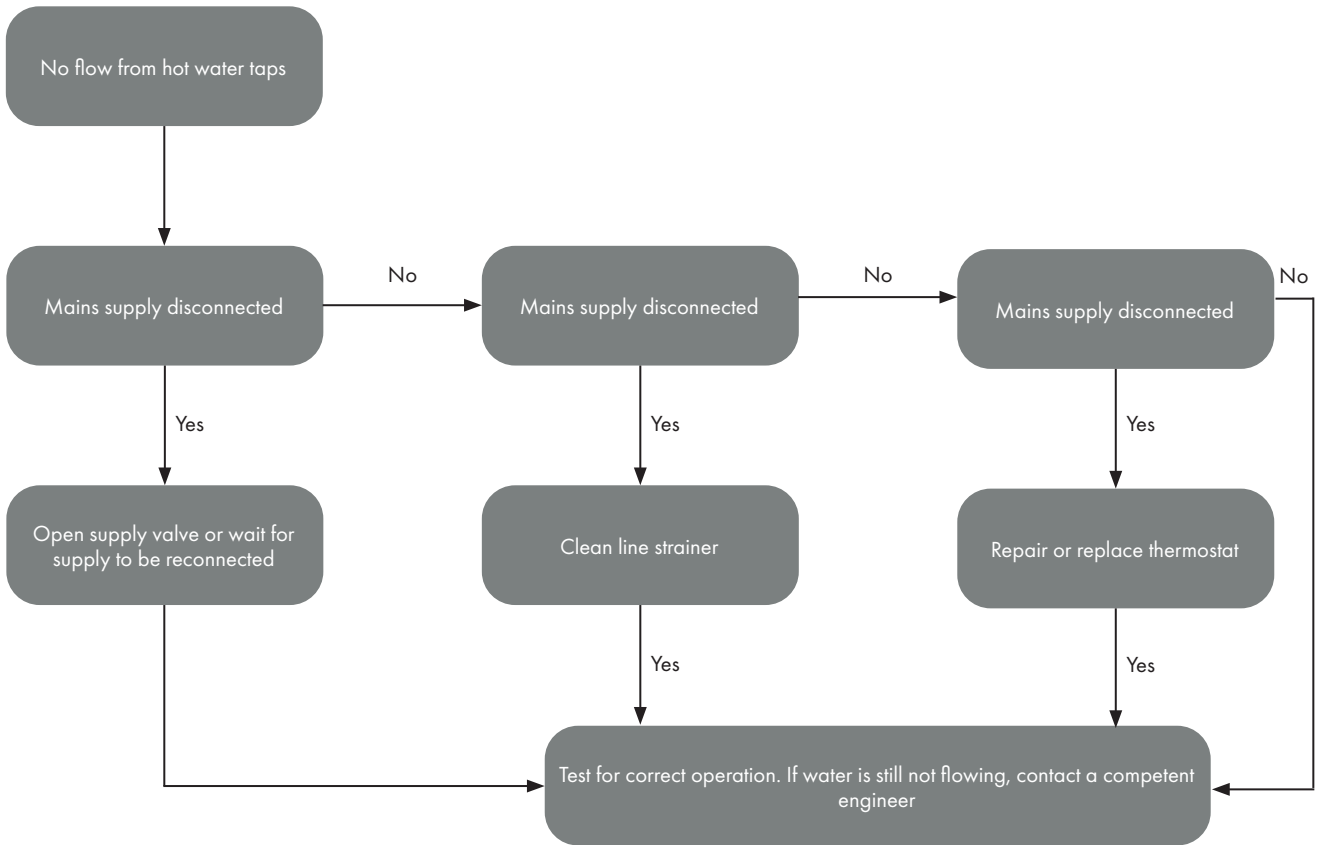 No flow from hot water taps
Mains supply disconnected
No
Mains supply disconnected
No
Mains supply disconnected
No
Yes
Yes
Yes
Open supply valve or wait for
supply to be reconnected
Clean line strainer
Repair or replace thermostat
Yes
Yes
Test for correct operation. If water is still not flowing, contact a competent
engineer